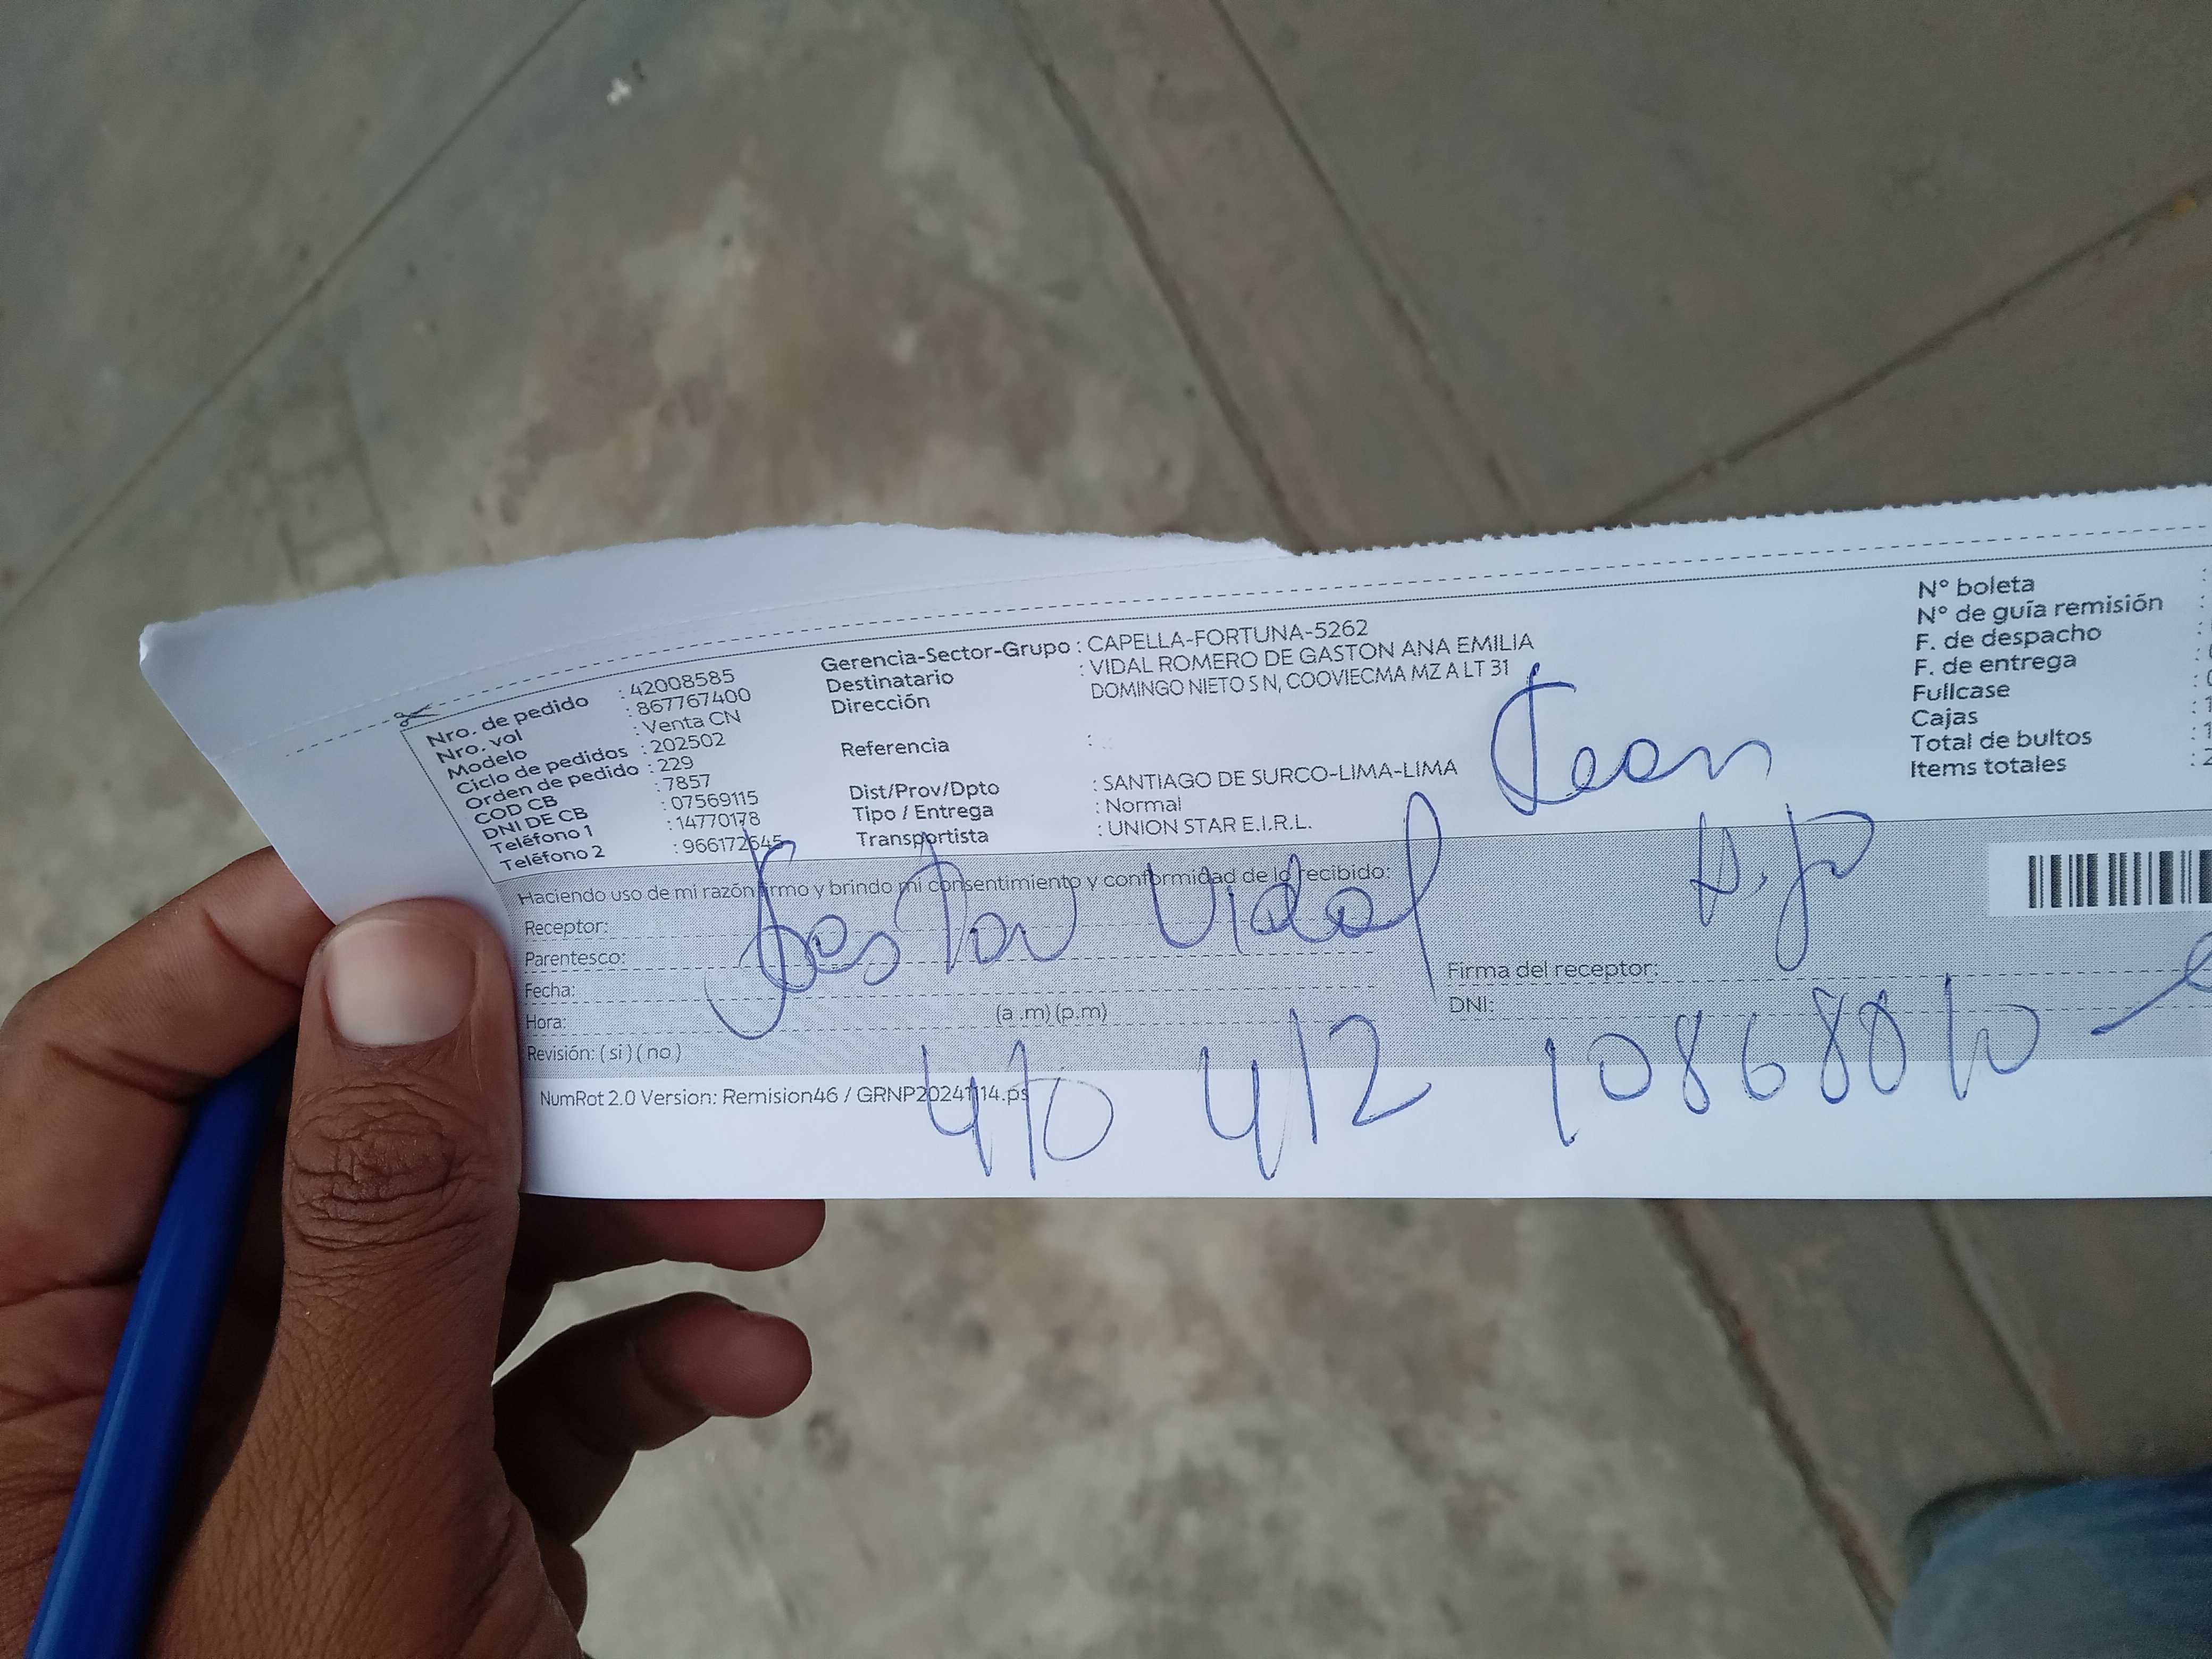 Nro. de pedido : 42008585
Nro. vol : 867767400
Modelo : Venta CN
Ciclo de pedidos : 202502
Orden de pedido : 229
COD CB : 7857
DNI DE CB : 07569115
Teléfono 1 : 14770178
Teléfono 2 : 966172645
Gerencia-Sector-Grupo : CAPELLA-FORTUNA-5262
Destinatario : VIDAL ROMERO DE GASTON ANA EMILIA
Dirección DOMINGO NIETO S N, COOVIECMA MZ A LT 31
Referencia :
Dist/Prov/Dpto : SANTIAGO DE SURCO-LIMA-LIMA
Tipo / Entrega : Normal
Transportista : UNION STAR E.I.R.L.
N° boleta :
N° de guía remisión :
F. de despacho :
F. de entrega :
Fullcase :
Cajas : 1
Total de bultos : 1
Items totales : 2
Jean
Haciendo uso de mi razón firmo y brindo mi consentimiento y conformidad de lo recibido:
Receptor:
Parentesco:
Fecha:
Hora: (a .m) (p.m)
Revisión: ( si ) ( no )
Vidal
Firma del receptor:
DNI:
10868810
412
NumRot 2.0 Version: Remision46 / GRNP20241114.ps